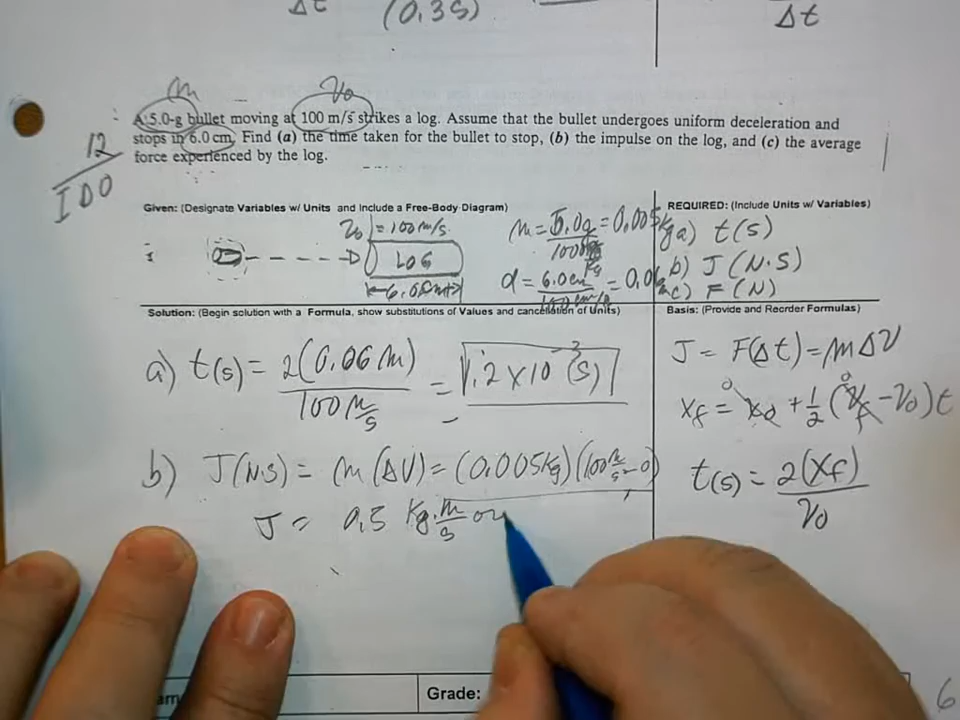 Δt (0.3s) Δt
m v₀
A 5.0-g bullet moving at 100 m/s strikes a log. Assume that the bullet undergoes uniform deceleration and
stops in 6.0 cm. Find (a) the time taken for the bullet to stop, (b) the impulse on the log, and (c) the average
force experienced by the log.
12
IDO
Given: (Designate Variables w/ Units and Include a Free-Body Diagram)
REQUIRED: (Include Units w/ Variables)
V₀ = 100 m/s
LOG
m = 5.0g = 0.005 kg
1000
d = 6.0cm = 0.06
a) t(s)
b) J (N·s)
c) F (N)
Solution: (Begin solution with a Formula, show substitutions of Values and cancellation of Units)
Basis: (Provide and Reorder Formulas)
a) t(s) = 2(0.06 m) / 100 m/s = 1.2 x 10⁻³ (s)
J = F(Δt) = mΔV
xf = x₀ + 1/2 (Vf - V₀)t
b) J(N·s) = m(ΔV) = (0.005kg)(100 m/s - 0)
t(s) = 2(xf) / V₀
J = 0.5 kg·m/s or
Grade:
6